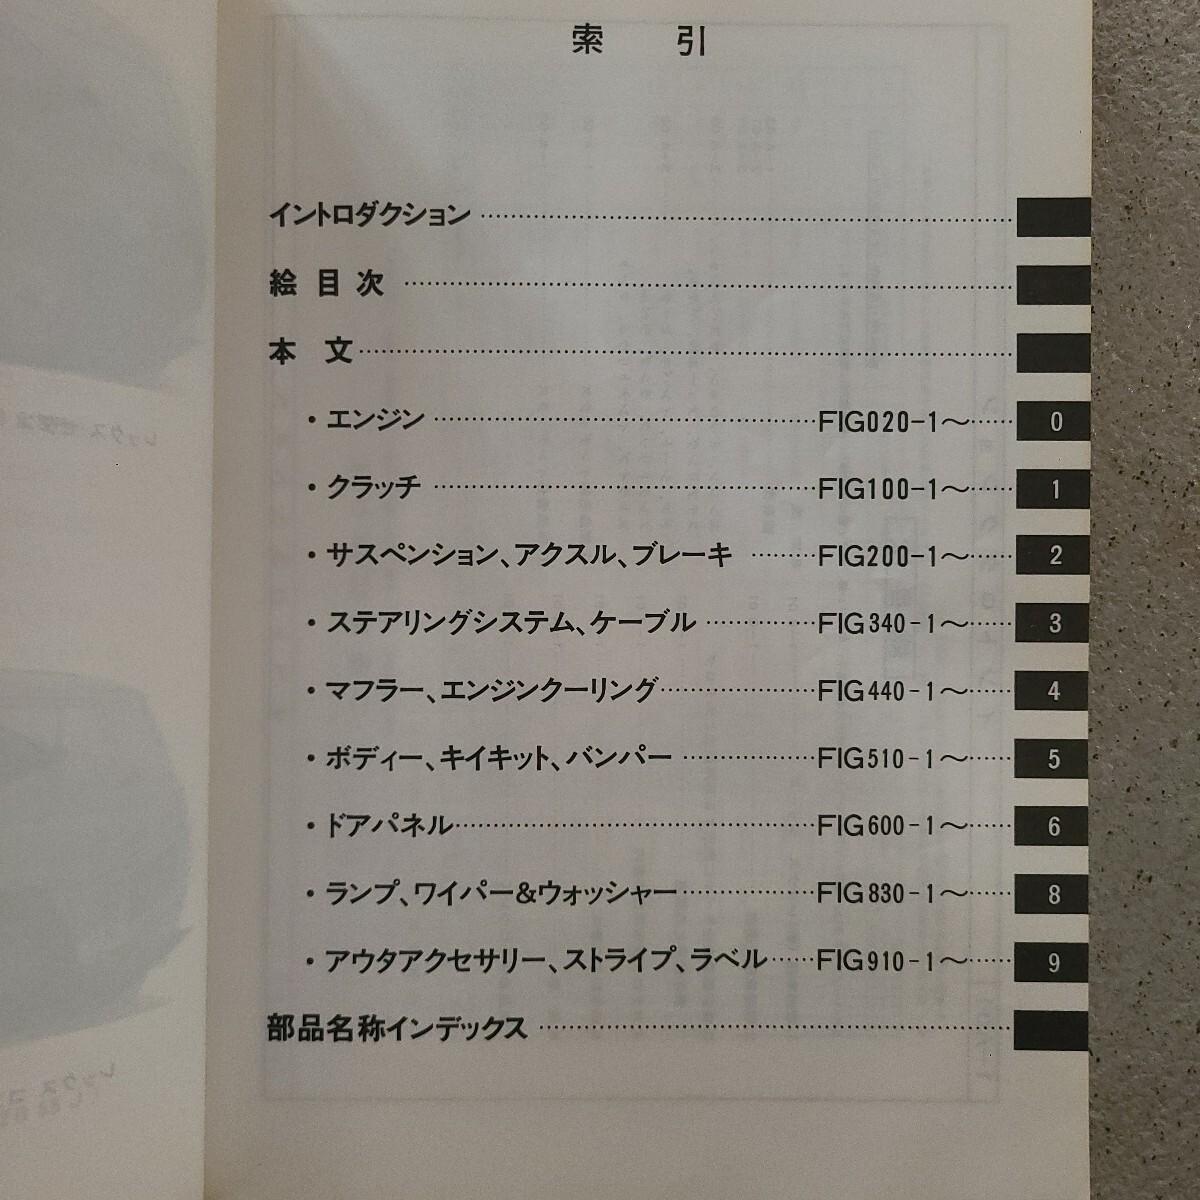 索 引
イントロダクション
絵 目 次
本 文
・エンジン FIG020-1～ 0
・クラッチ FIG100-1～ 1
・サスペンション、アクスル、ブレーキ FIG200-1～ 2
・ステアリングシステム、ケーブル FIG340-1～ 3
・マフラー、エンジンクーリング FIG440-1～ 4
・ボディー、キイキット、バンパー FIG510-1～ 5
・ドアパネル FIG600-1～ 6
・ランプ、ワイパー&ウォッシャー FIG830-1～ 8
・アウタアクセサリー、ストライプ、ラベル FIG910-1～ 9
部品名称インデックス